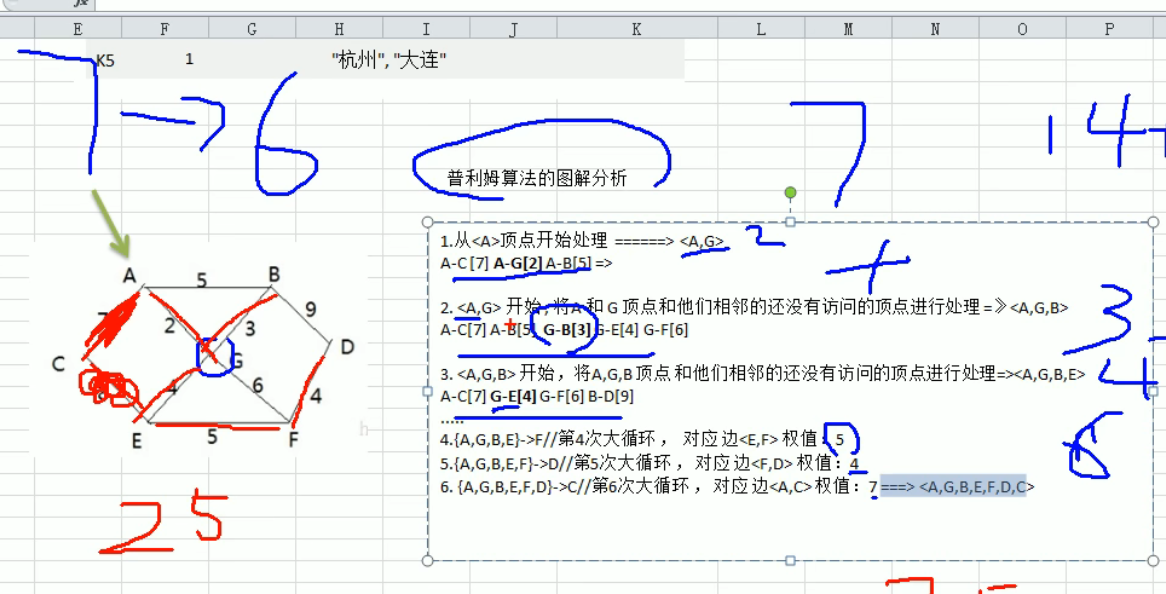 E F G H I J K L M N O P
K5 1 "杭州", "大连"
7 6 7 14
普利姆算法的图解分析
1.从<A>顶点开始处理 ======> <A,G> 2
A-C [7] A-G[2] A-B[5] =>
2. <A,G> 开始 , 将A 和 G 顶点和他们相邻的还没有访问的顶点进行处理 =》<A,G,B> 3
A-C[7] A-B[5] G-B[3] G-E[4] G-F[6]
3. <A,G,B> 开始，将A,G,B 顶点 和他们相邻的还没有访问的顶点进行处理=><A,G,B,E> 4
A-C[7] G-E[4] G-F[6] B-D[9]
.....
4.{A,G,B,E}->F//第4次大循环 ， 对应边<E,F> 权值：5
5.{A,G,B,E,F}->D//第5次大循环 ，对应边<F,D> 权值：4
6. {A,G,B,E,F,D}->C//第6次大循环 ，对应边<A,C> 权值：7 ===> <A,G,B,E,F,D,C>
A 5 B
7 2 3 9
C G D
4 6 4
E 5 F
25